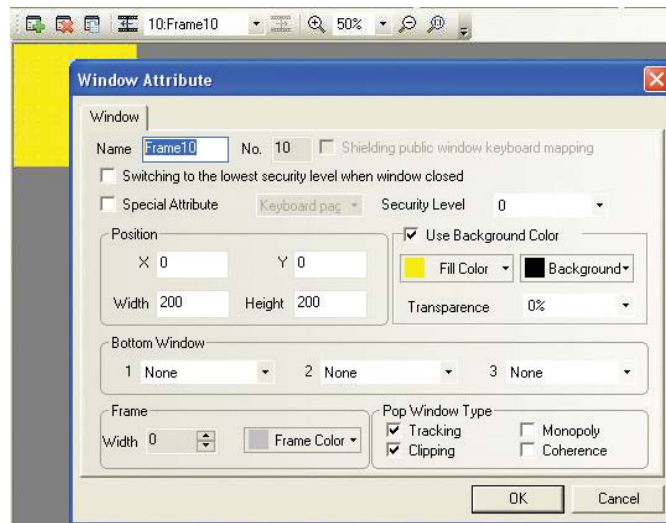 10:Frame10 50%
Window Attribute
Window
Name Frame10 No. 10 Shielding public window keyboard mapping
Switching to the lowest security level when window closed
Special Attribute Keyboard pag Security Level 0
Position Use Background Color
X 0 Y 0
Fill Color Background
Width 200 Height 200
Transparence 0%
Bottom Window
1 None 2 None 3 None
Frame Pop Window Type
Width 0 Frame Color Tracking Monopoly
Clipping Coherence
OK Cancel